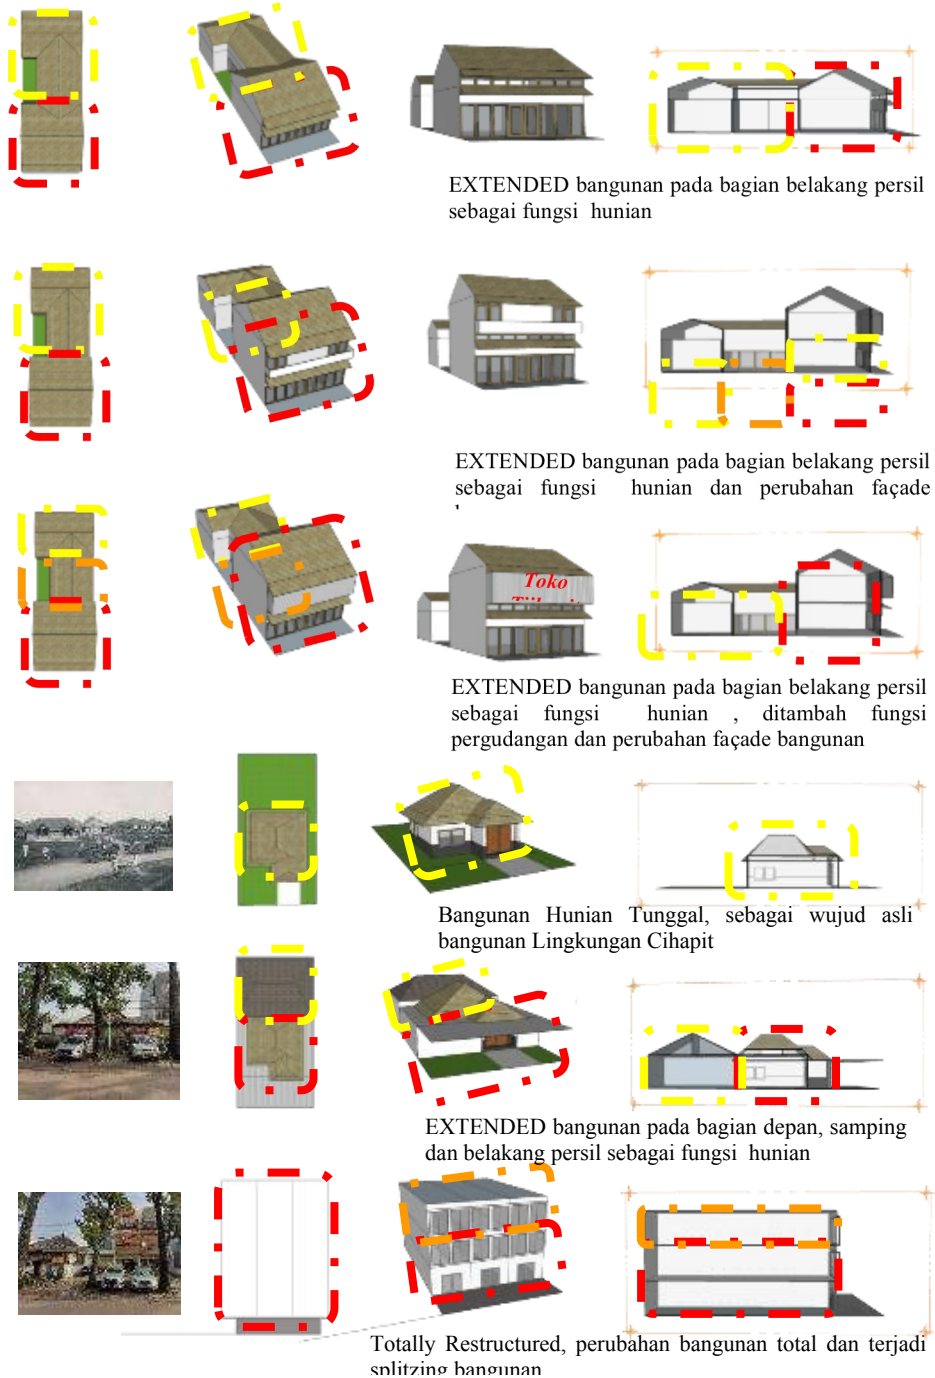 EXTENDED bangunan pada bagian belakang persil
sebagai fungsi hunian
EXTENDED bangunan pada bagian belakang persil
sebagai fungsi hunian dan perubahan façade
Toko
EXTENDED bangunan pada bagian belakang persil
sebagai fungsi hunian , ditambah fungsi
pergudangan dan perubahan façade bangunan
Bangunan Hunian Tunggal, sebagai wujud asli
bangunan Lingkungan Cihapit
EXTENDED bangunan pada bagian depan, samping
dan belakang persil sebagai fungsi hunian
Totally Restructured, perubahan bangunan total dan terjadi
splitzing bangunan